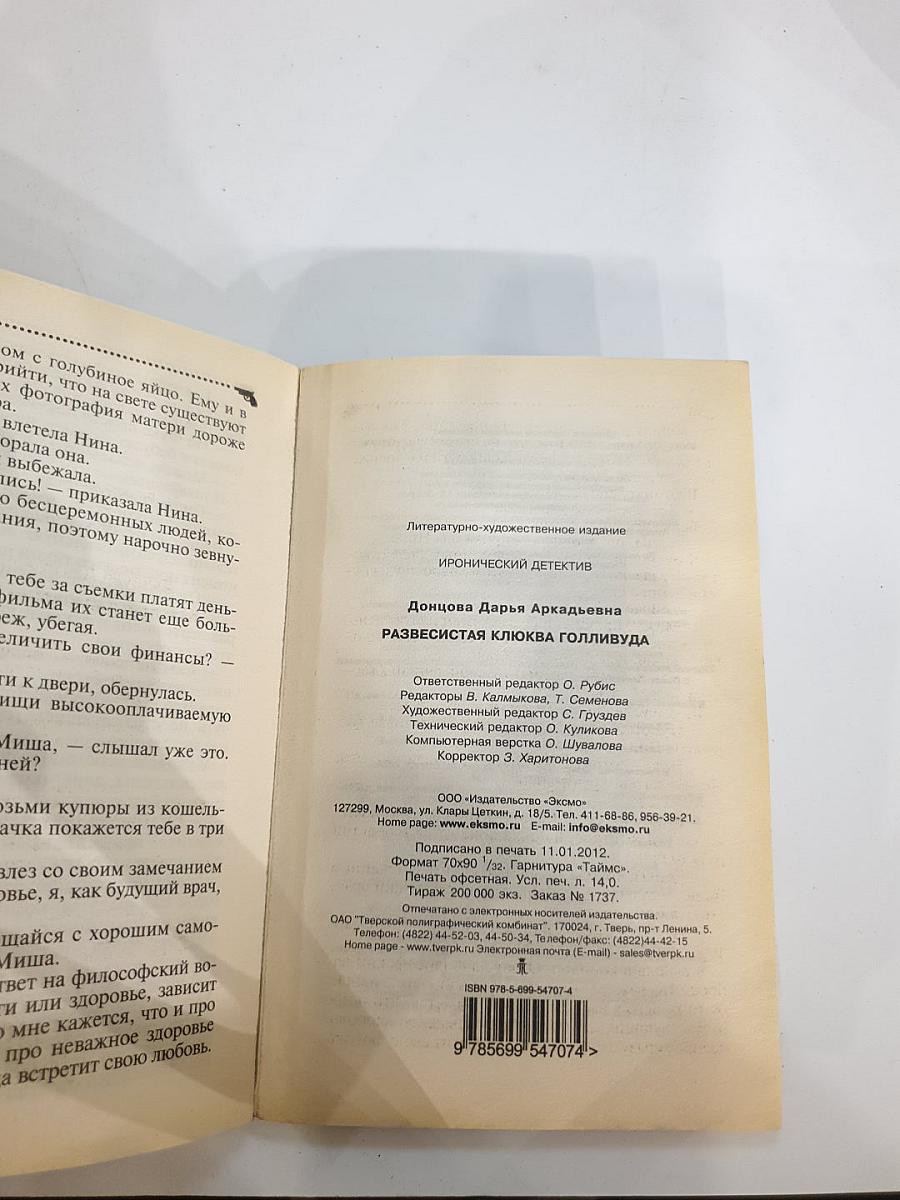 ом с голубиное яйцо. Ему и в
рийти, что на свете существуют
х фотография матери дороже
ра.
влетела Нина.
орала она.
выбежала.
лись! — приказала Нина.
о бесцеремонных людей, ко-
ния, поэтому нарочно зевну-
тебе за съемки платят день-
фильма их станет еще боль-
реж, убегая.
еличить свои финансы? —
ти к двери, обернулась.
ищи высокооплачиваемую
Миша, — слышал уже это.
ней?
озьми купюры из кошель-
ачка покажется тебе в три
влез со своим замечанием
овье, я, как будущий врач,
щайся с хорошим само-
Миша.
твет на философский во-
ги или здоровье, зависит
о мне кажется, что и про
про неважное здоровье
да встретит свою любовь.
Литературно-художественное издание
ИРОНИЧЕСКИЙ ДЕТЕКТИВ
Донцова Дарья Аркадьевна
РАЗВЕСИСТАЯ КЛЮКВА ГОЛЛИВУДА
Ответственный редактор О. Рубис
Редакторы В. Калмыкова, Т. Семенова
Художественный редактор С. Груздев
Технический редактор О. Куликова
Компьютерная верстка О. Шувалова
Корректор З. Харитонова
ООО «Издательство «Эксмо»
127299, Москва, ул. Клары Цеткин, д. 18/5. Тел. 411-68-86, 956-39-21.
Home page: www.eksmo.ru E-mail: info@eksmo.ru
Подписано в печать 11.01.2012.
Формат 70x90 1/32. Гарнитура «Таймс».
Печать офсетная. Усл. печ. л. 14,0.
Тираж 200 000 экз. Заказ № 1737.
Отпечатано с электронных носителей издательства.
ОАО "Тверской полиграфический комбинат". 170024, г. Тверь, пр-т Ленина, 5.
Телефон: (4822) 44-52-03, 44-50-34, Телефон/факс: (4822)44-42-15
Home page - www.tverpk.ru Электронная почта (E-mail) - sales@tverpk.ru
ISBN 978-5-699-54707-4
9 785699 547074 >